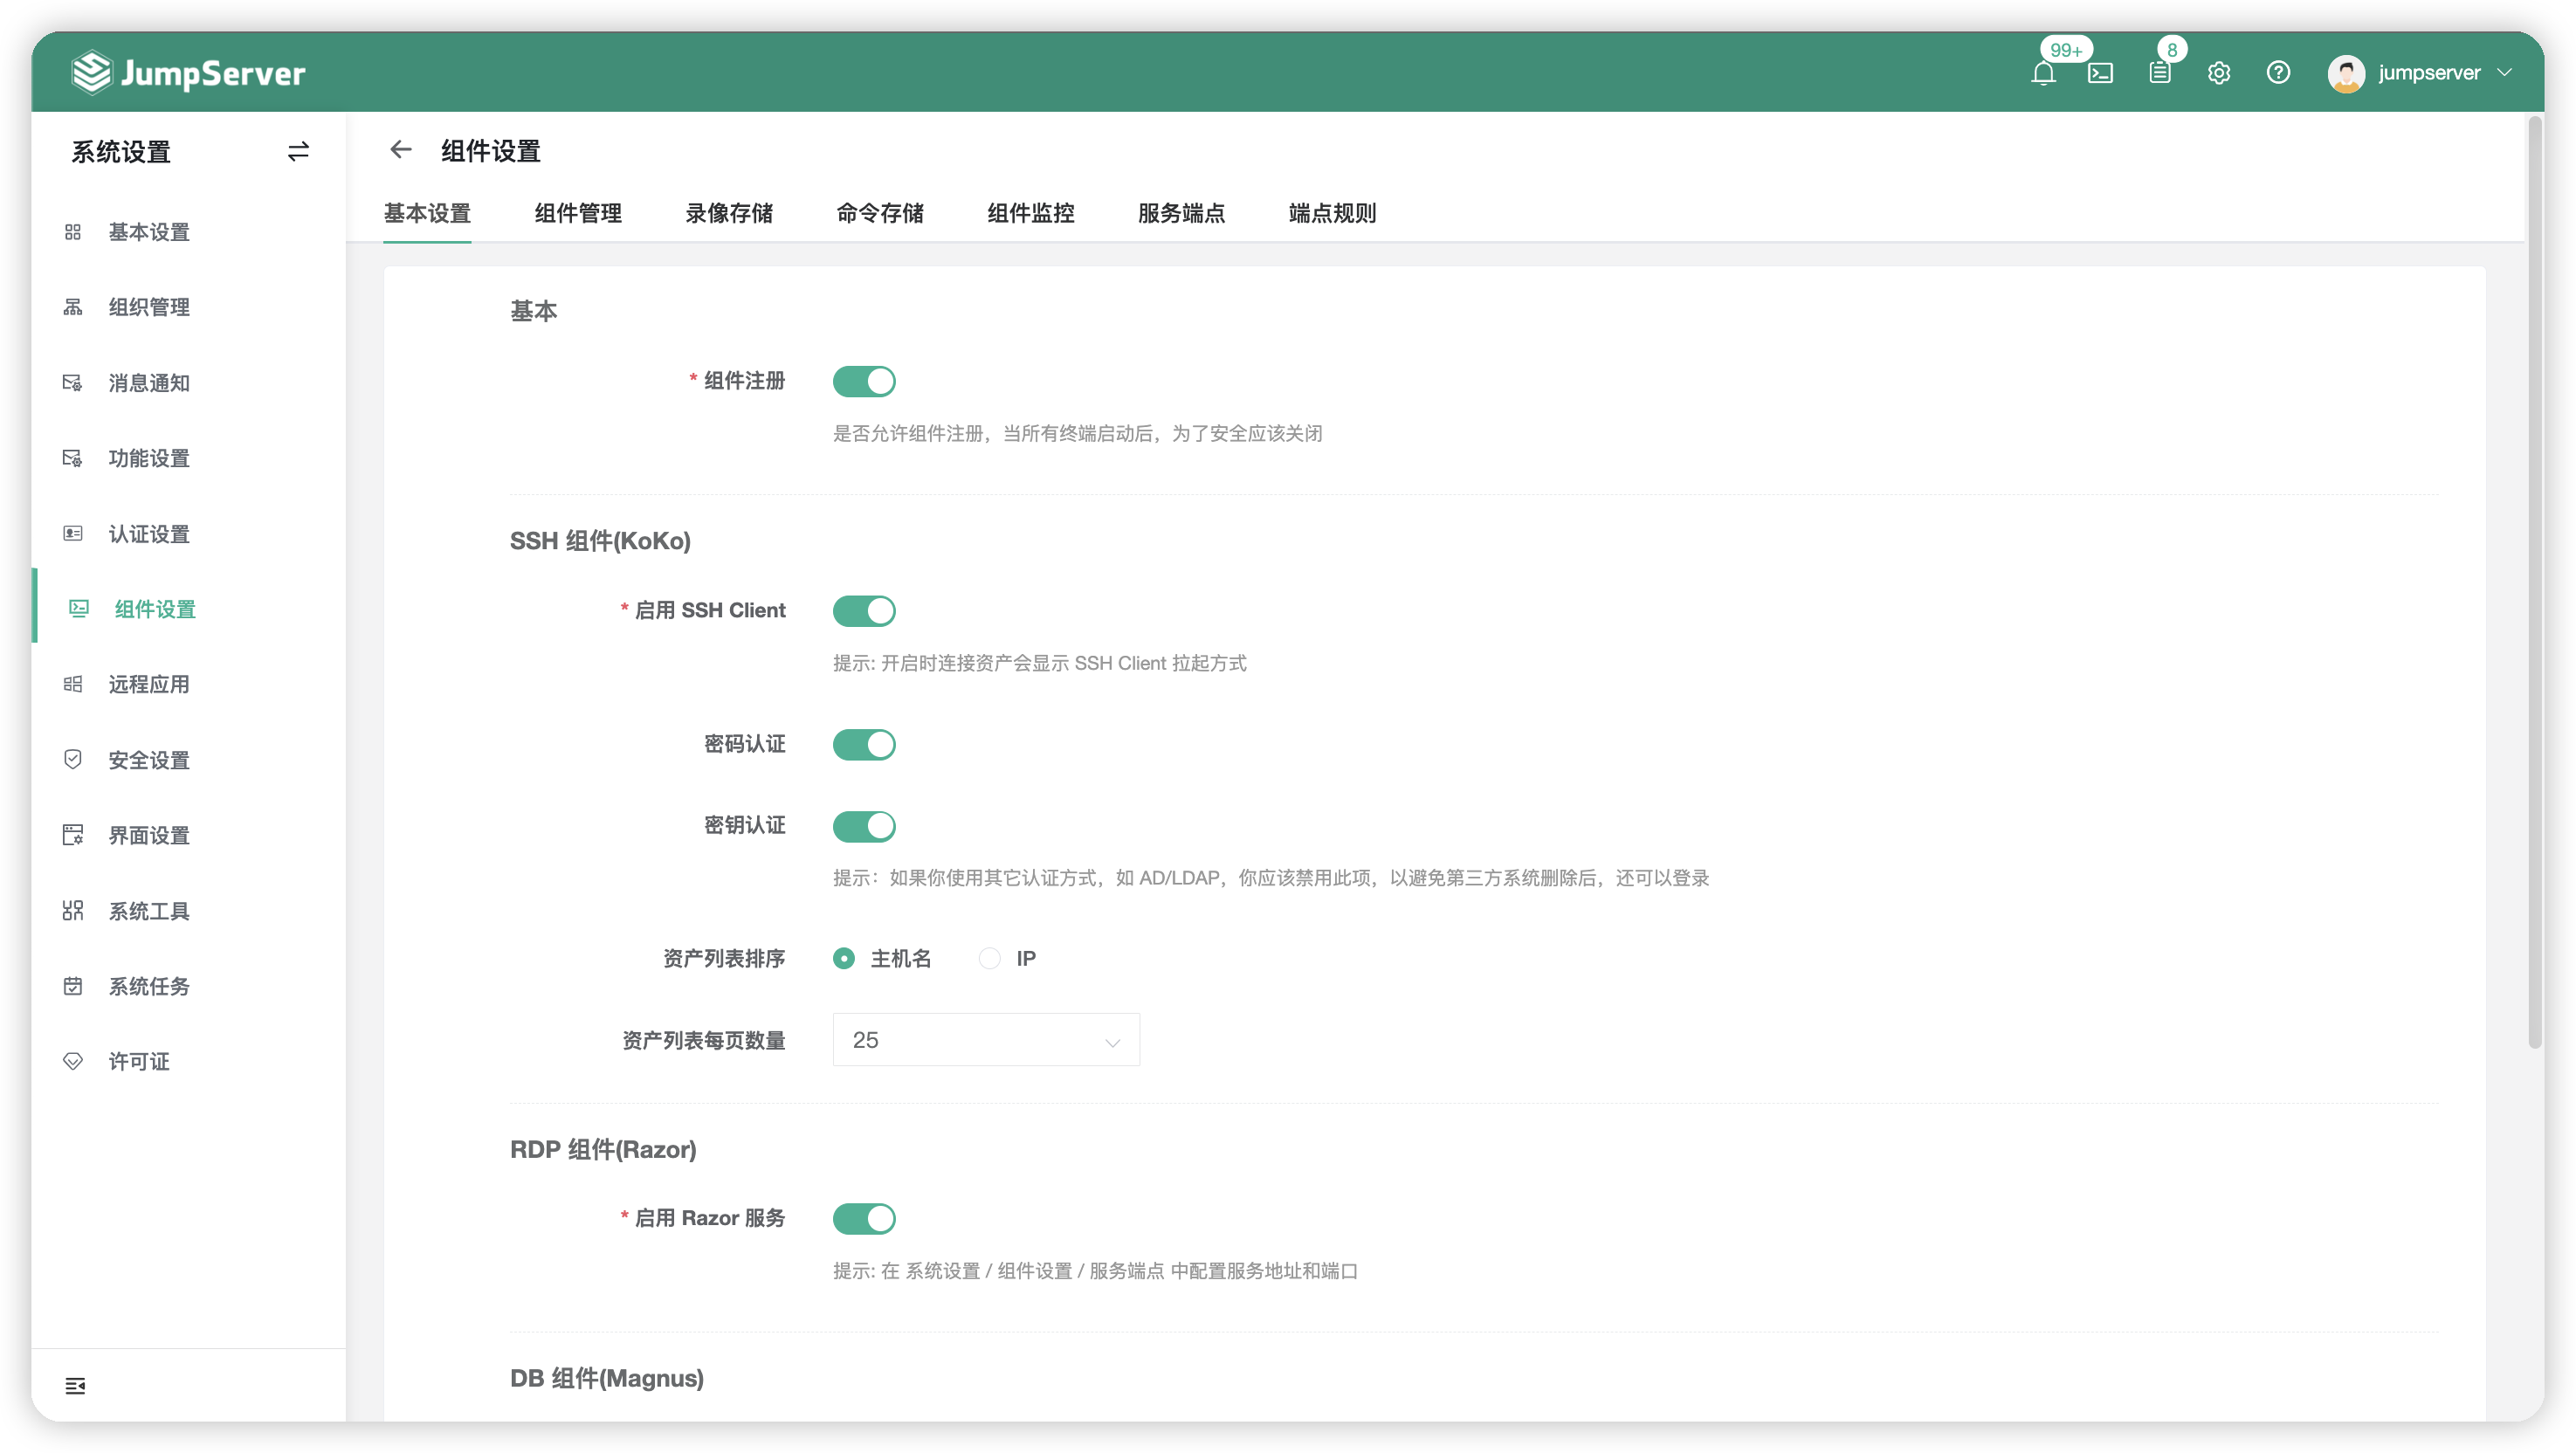 JumpServer
99+
8
jumpserver
系统设置
基本设置
组织管理
消息通知
功能设置
认证设置
组件设置
远程应用
安全设置
界面设置
系统工具
系统任务
许可证
组件设置
基本设置 组件管理 录像存储 命令存储 组件监控 服务端点 端点规则
基本
* 组件注册
是否允许组件注册，当所有终端启动后，为了安全应该关闭
SSH 组件(KoKo)
* 启用 SSH Client
提示: 开启时连接资产会显示 SSH Client 拉起方式
密码认证
密钥认证
提示：如果你使用其它认证方式，如 AD/LDAP，你应该禁用此项，以避免第三方系统删除后，还可以登录
资产列表排序 主机名 IP
资产列表每页数量 25
RDP 组件(Razor)
* 启用 Razor 服务
提示: 在 系统设置 / 组件设置 / 服务端点 中配置服务地址和端口
DB 组件(Magnus)